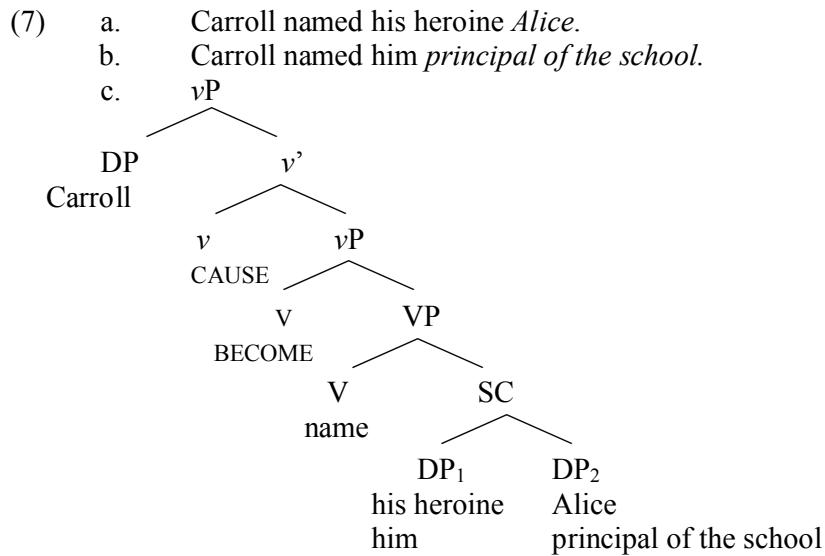 (7) a. Carroll named his heroine Alice.
b. Carroll named him principal of the school.
c. vP
DP v’
Carroll
v vP
CAUSE
V VP
BECOME
V SC
name
DP₁ DP₂
his heroine Alice
him principal of the school